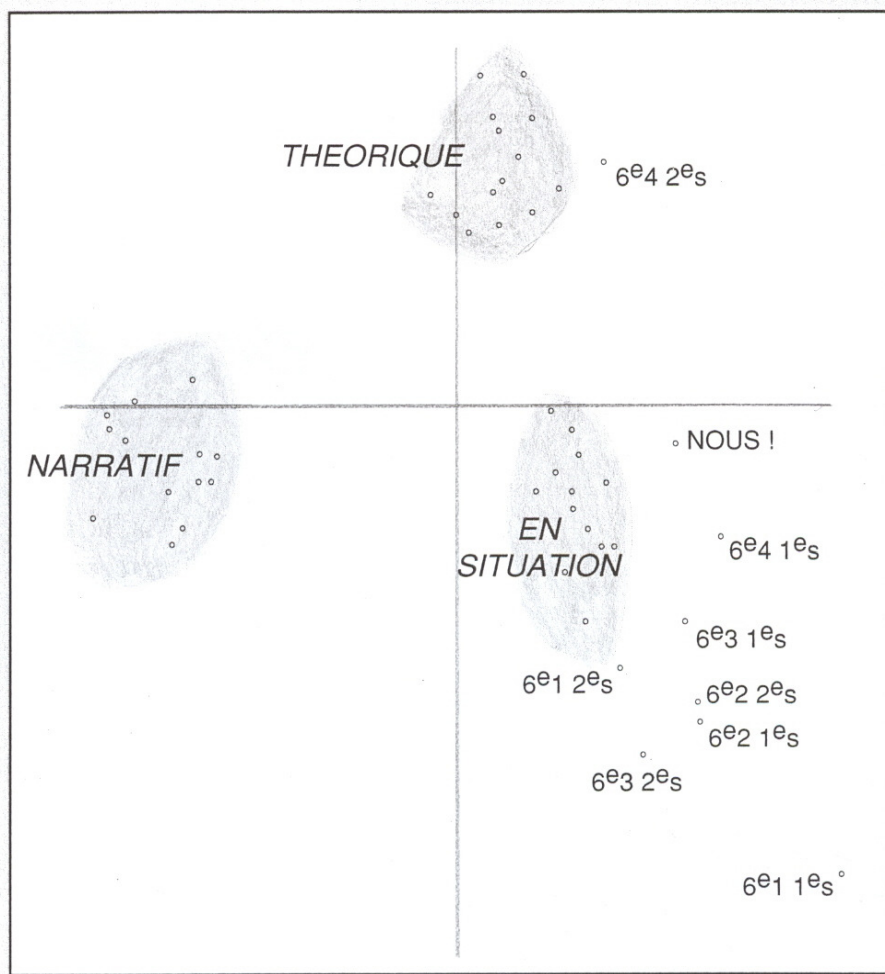 THEORIQUE
6e4 2es
NOUS !
NARRATIF
EN
SITUATION
6e4 1es
6e3 1es
6e1 2es
6e2 2es
6e2 1es
6e3 2es
6e1 1es